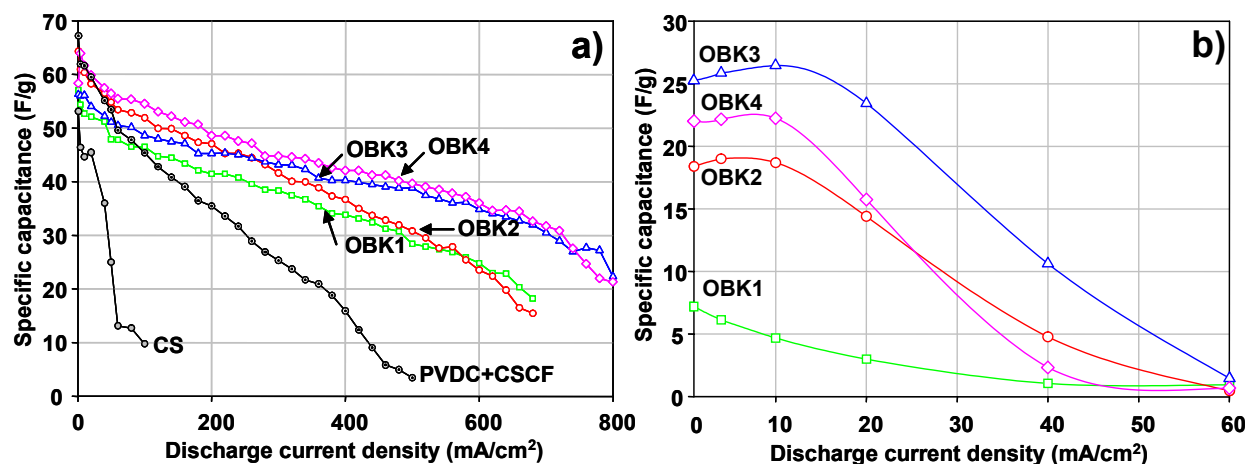 a)
Specific capacitance (F/g)
70
60
50
40
30
20
10
0
OBK3
OBK4
OBK1
OBK2
CS
PVDC+CSCF
0 200 400 600 800
Discharge current density (mA/cm²)
b)
Specific capacitance (F/g)
30
25
20
15
10
5
0
OBK3
OBK4
OBK2
OBK1
0 10 20 30 40 50 60
Discharge current density (mA/cm²)